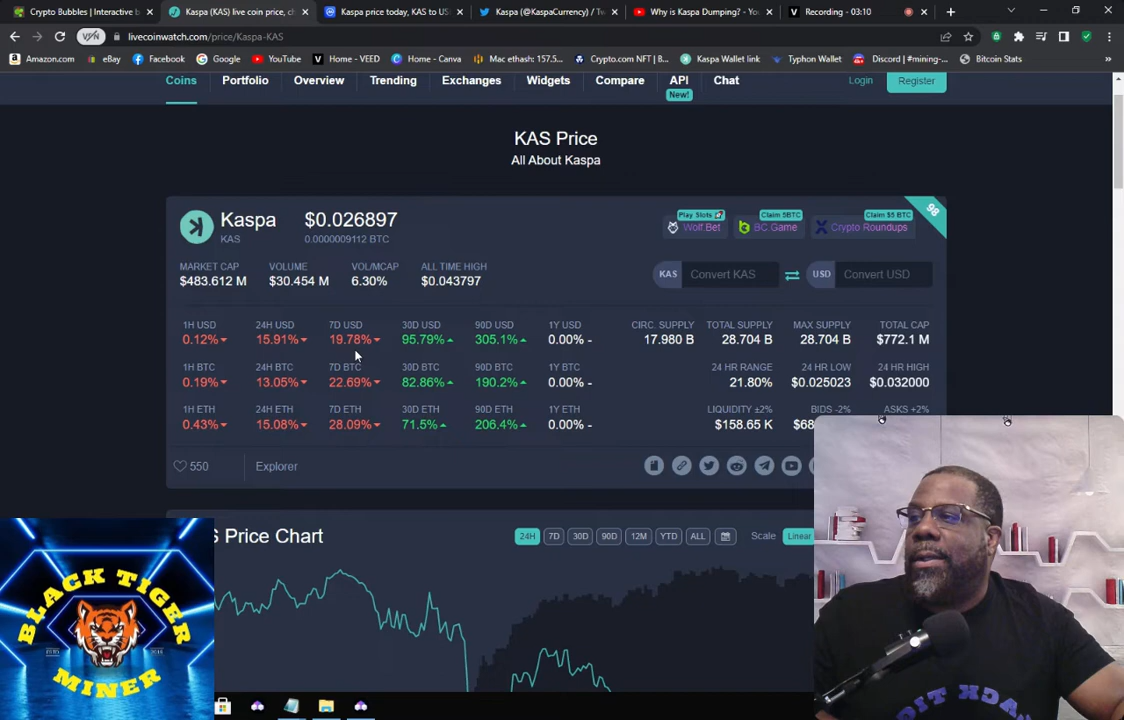 Crypto Bubbles | Interactive b
Kaspa (KAS) live coin price, ch
Kaspa price today, KAS to USD
Kaspa (@KaspaCurrency) / Tw
Why is Kaspa Dumping? - You
Recording - 03:10
VPN
livecoinwatch.com/price/Kaspa-KAS
Amazon.com
eBay
Facebook
Google
YouTube
Home - VEED
Home - Canva
Mac ethash: 157.5...
Crypto.com NFT | B...
Kaspa Wallet link
Typhon Wallet
Discord | #mining-...
Bitcoin Stats
Coins
Portfolio
Overview
Trending
Exchanges
Widgets
Compare
API
New!
Chat
Login
Register
KAS Price
All About Kaspa
98
Kaspa
KAS
$0.026897
0.0000009112 BTC
Play Slots
Wolf.Bet
Claim 5BTC
BC Game
Claim $5 BTC
Crypto Roundups
MARKET CAP VOLUME VOL/MCAP ALL TIME HIGH
$483.612 M $30.454 M 6.30% $0.043797
KAS Convert KAS USD Convert USD
1H USD 24H USD 7D USD 30D USD 90D USD 1Y USD CIRC. SUPPLY TOTAL SUPPLY MAX SUPPLY TOTAL CAP
0.12% 15.91% 19.78% 95.79% 305.1% 0.00% - 17.980 B 28.704 B 28.704 B $772.1 M
1H BTC 24H BTC 7D BTC 30D BTC 90D BTC 1Y BTC 24 HR RANGE 24 HR LOW 24 HR HIGH
0.19% 13.05% 22.69% 82.86% 190.2% 0.00% - 21.80% $0.025023 $0.032000
1H ETH 24H ETH 7D ETH 30D ETH 90D ETH 1Y ETH LIQUIDITY ±2% BIDS -2% ASKS +2%
0.43% 15.08% 28.09% 71.5% 206.4% 0.00% - $158.65 K
550
Explorer
Price Chart
24H 7D 30D 90D 12M YTD ALL Scale Linear
BLACK TIGER
MINER